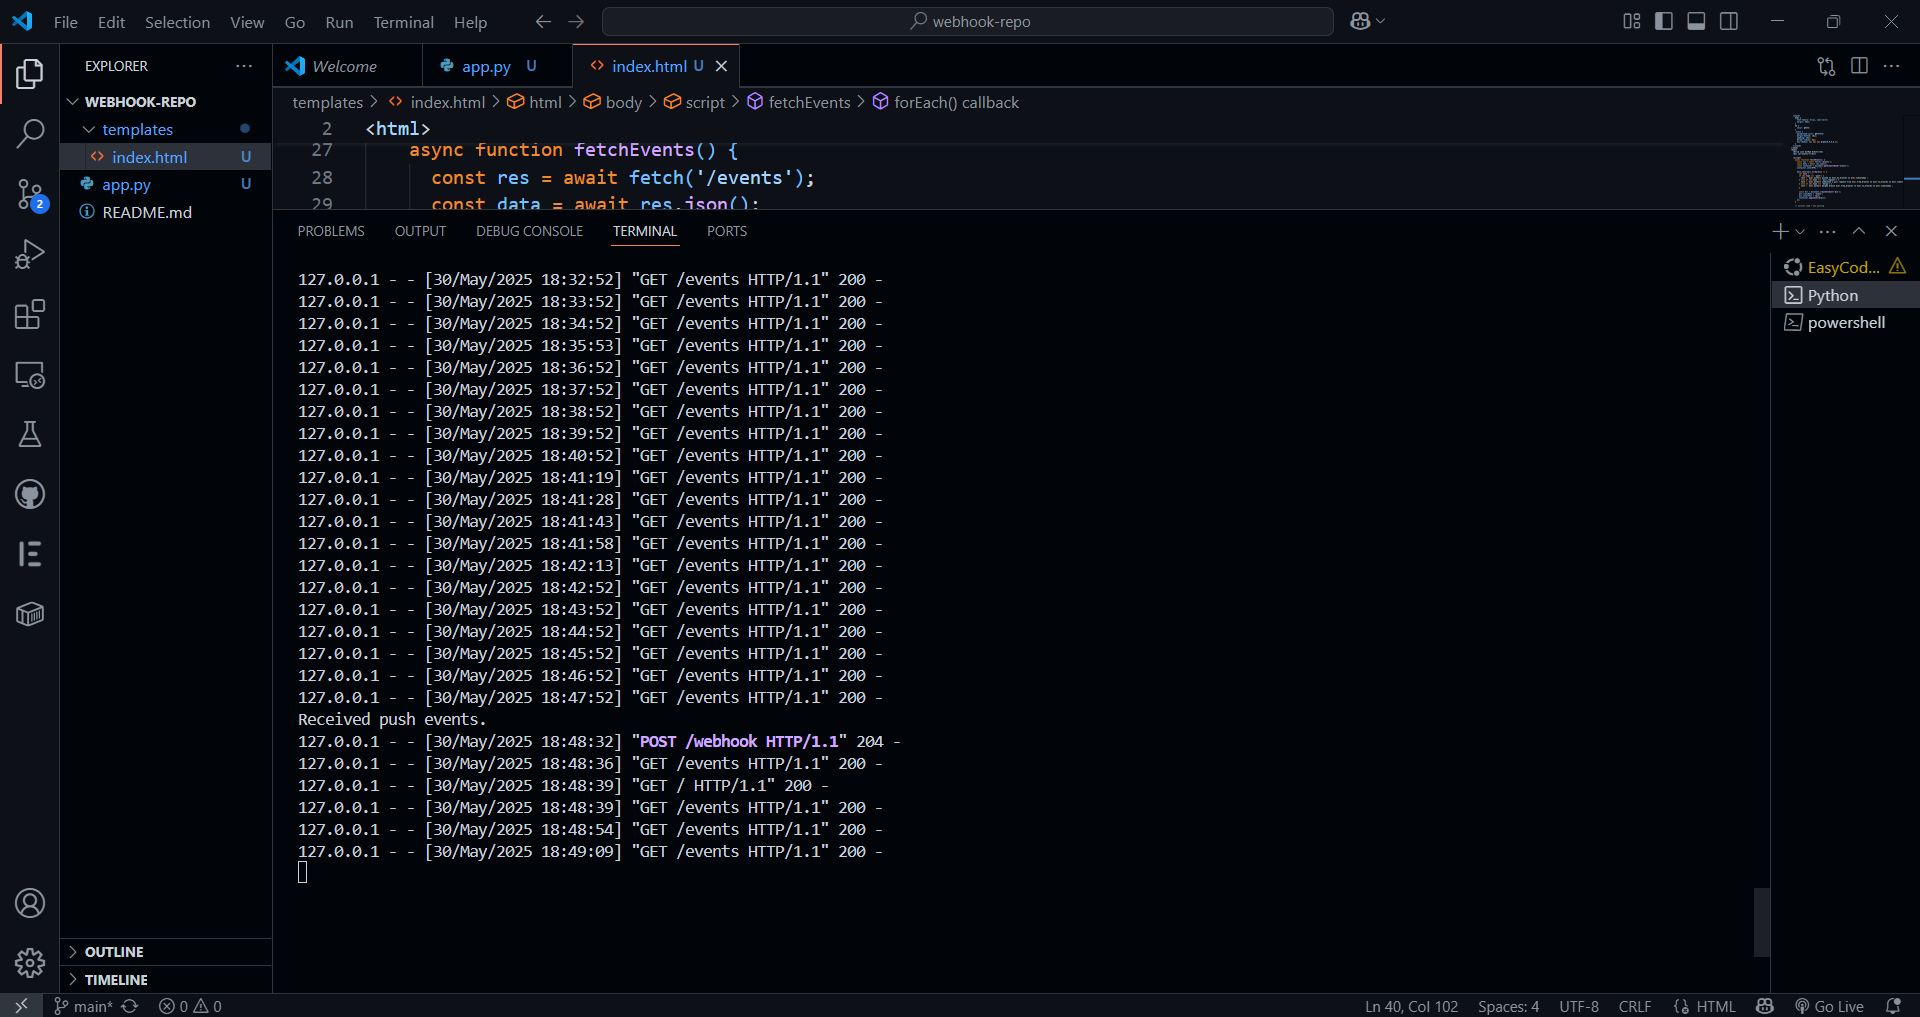 File Edit Selection View Go Run Terminal Help
webhook-repo
EXPLORER
WEBHOOK-REPO
templates
index.html U
app.py U
README.md
OUTLINE
TIMELINE
2
Welcome
app.py U
index.html U
templates > index.html > html > body > script > fetchEvents > forEach() callback
2 <html>
27 async function fetchEvents() {
28 const res = await fetch('/events');
29 const data = await res.json();
PROBLEMS OUTPUT DEBUG CONSOLE TERMINAL PORTS
127.0.0.1 - - [30/May/2025 18:32:52] "GET /events HTTP/1.1" 200 -
127.0.0.1 - - [30/May/2025 18:33:52] "GET /events HTTP/1.1" 200 -
127.0.0.1 - - [30/May/2025 18:34:52] "GET /events HTTP/1.1" 200 -
127.0.0.1 - - [30/May/2025 18:35:53] "GET /events HTTP/1.1" 200 -
127.0.0.1 - - [30/May/2025 18:36:52] "GET /events HTTP/1.1" 200 -
127.0.0.1 - - [30/May/2025 18:37:52] "GET /events HTTP/1.1" 200 -
127.0.0.1 - - [30/May/2025 18:38:52] "GET /events HTTP/1.1" 200 -
127.0.0.1 - - [30/May/2025 18:39:52] "GET /events HTTP/1.1" 200 -
127.0.0.1 - - [30/May/2025 18:40:52] "GET /events HTTP/1.1" 200 -
127.0.0.1 - - [30/May/2025 18:41:19] "GET /events HTTP/1.1" 200 -
127.0.0.1 - - [30/May/2025 18:41:28] "GET /events HTTP/1.1" 200 -
127.0.0.1 - - [30/May/2025 18:41:43] "GET /events HTTP/1.1" 200 -
127.0.0.1 - - [30/May/2025 18:41:58] "GET /events HTTP/1.1" 200 -
127.0.0.1 - - [30/May/2025 18:42:13] "GET /events HTTP/1.1" 200 -
127.0.0.1 - - [30/May/2025 18:42:52] "GET /events HTTP/1.1" 200 -
127.0.0.1 - - [30/May/2025 18:43:52] "GET /events HTTP/1.1" 200 -
127.0.0.1 - - [30/May/2025 18:44:52] "GET /events HTTP/1.1" 200 -
127.0.0.1 - - [30/May/2025 18:45:52] "GET /events HTTP/1.1" 200 -
127.0.0.1 - - [30/May/2025 18:46:52] "GET /events HTTP/1.1" 200 -
127.0.0.1 - - [30/May/2025 18:47:52] "GET /events HTTP/1.1" 200 -
Received push events.
127.0.0.1 - - [30/May/2025 18:48:32] "POST /webhook HTTP/1.1" 204 -
127.0.0.1 - - [30/May/2025 18:48:36] "GET /events HTTP/1.1" 200 -
127.0.0.1 - - [30/May/2025 18:48:39] "GET / HTTP/1.1" 200 -
127.0.0.1 - - [30/May/2025 18:48:39] "GET /events HTTP/1.1" 200 -
127.0.0.1 - - [30/May/2025 18:48:54] "GET /events HTTP/1.1" 200 -
127.0.0.1 - - [30/May/2025 18:49:09] "GET /events HTTP/1.1" 200 -
EasyCod...
Python
powershell
main* 0 0
Ln 40, Col 102 Spaces: 4 UTF-8 CRLF HTML Go Live